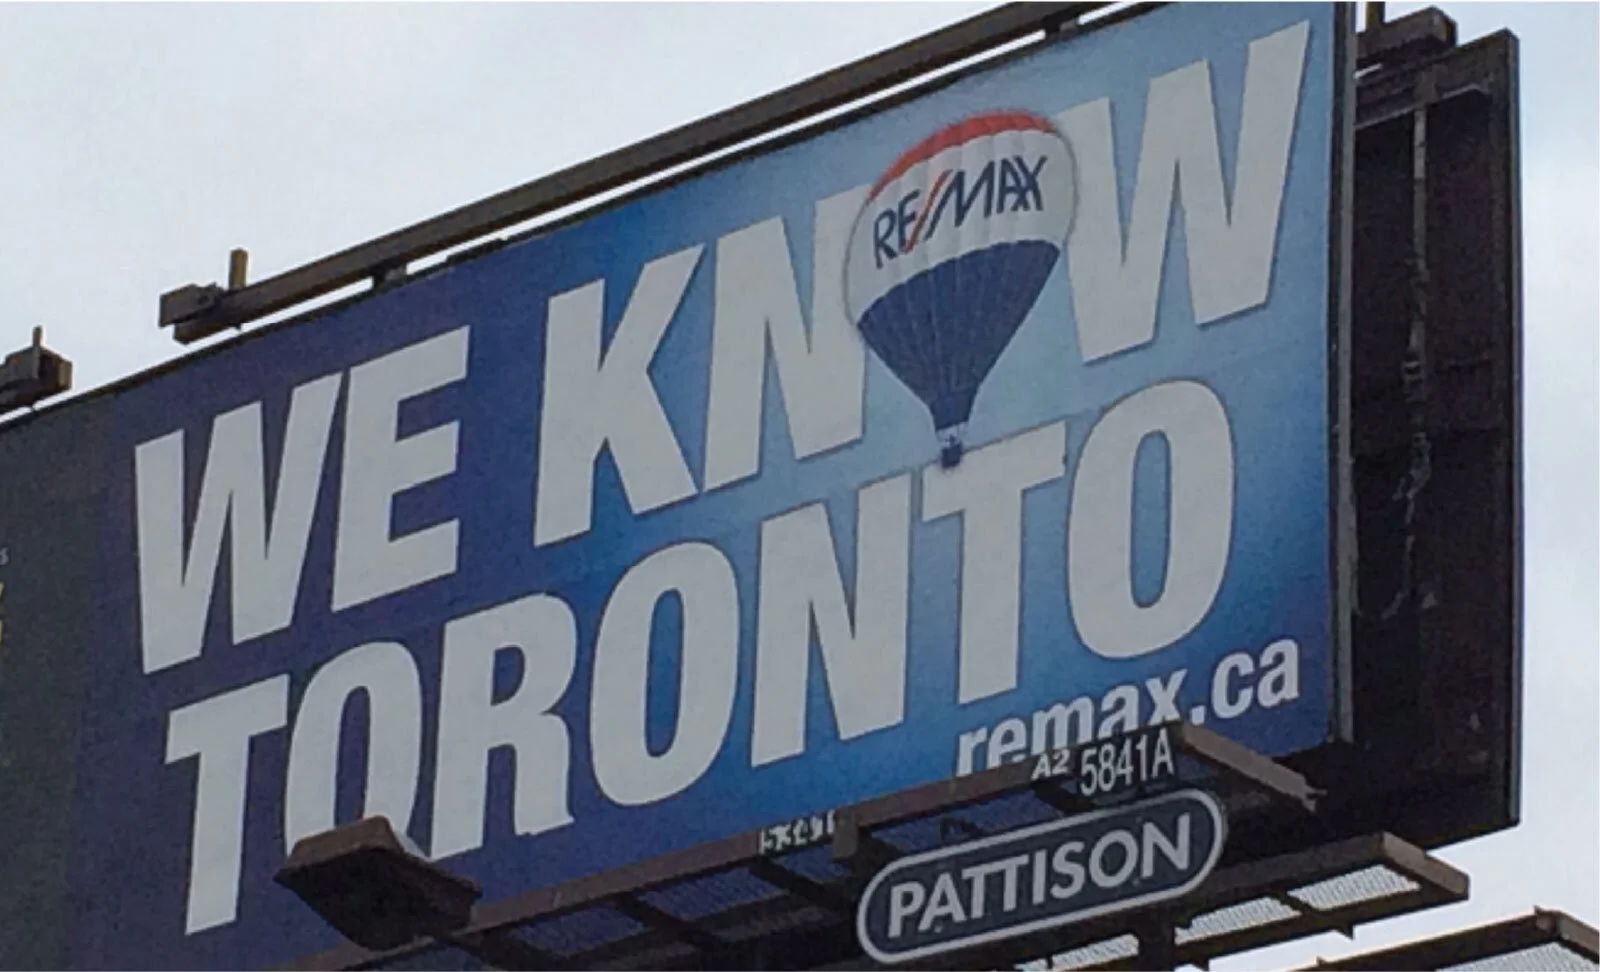 WE KNOW
RE/MAX
TORONTO
remax.ca
A2 5841A
PATTISON